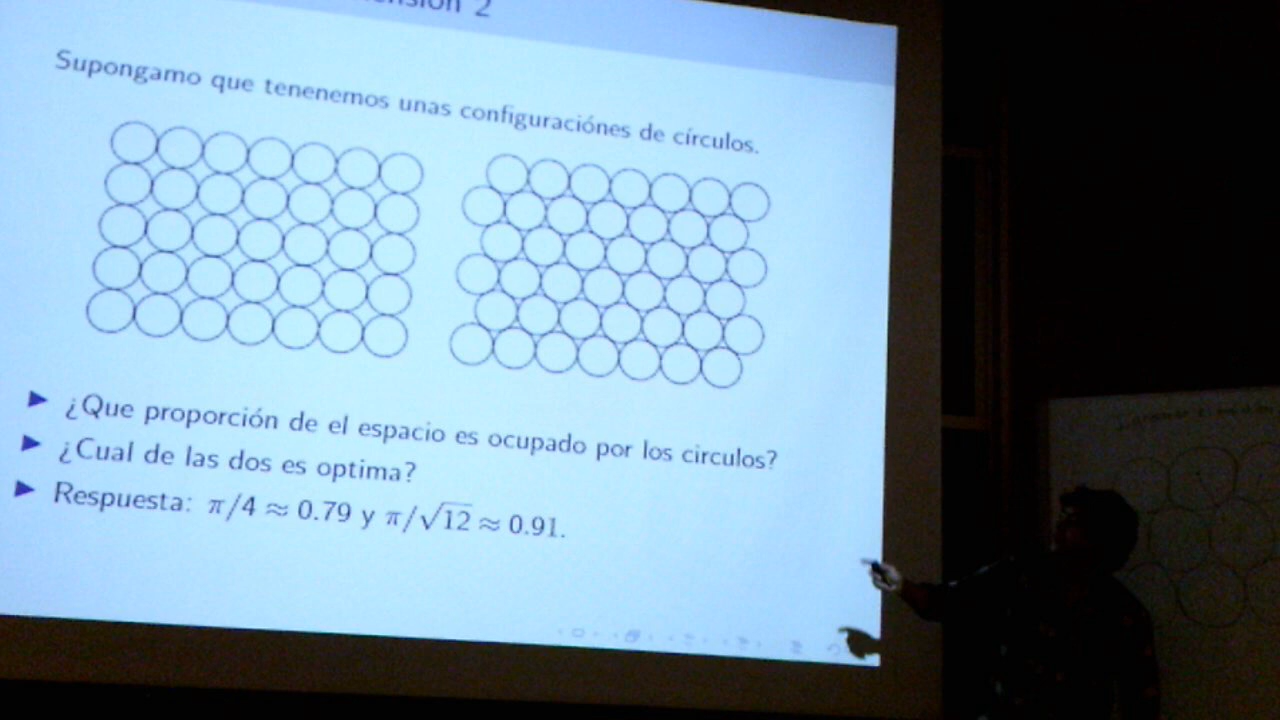 2
Supongamo que tenenemos unas configuraciónes de círculos.
▶ ¿Que proporción de el espacio es ocupado por los circulos?
▶ ¿Cual de las dos es optima?
▶ Respuesta: π/4 ≈ 0.79 y π/√12 ≈ 0.91.